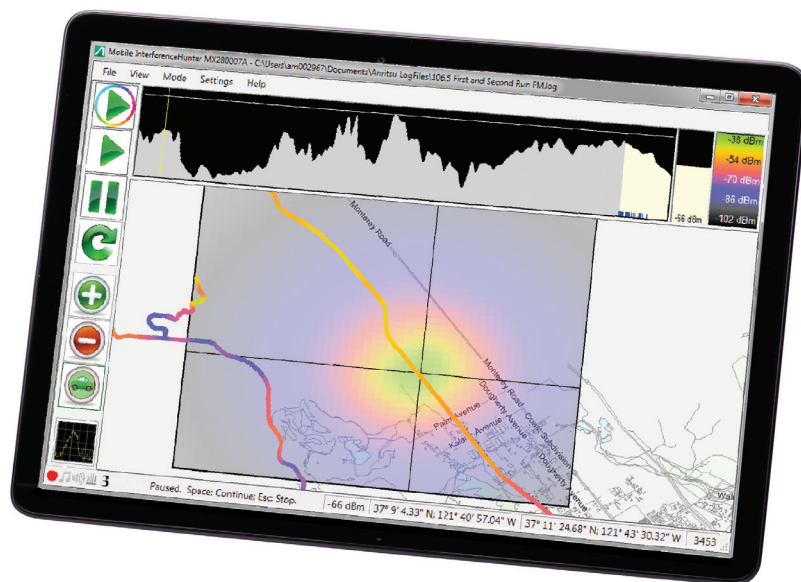 Mobile InterferenceHunter MX280007A - C:\Users\am002967\Documents\Anritsu LogFiles\106.5 First and Second Run FM.log
File View Mode Settings Help
-38 dBm
-54 dBm
-70 dBm
-86 dBm
-102 dBm
-66 dBm
Monterey Road
Monterey Road
Dougherty Avenue
Palm Avenue
Kalana Avenue
Coast Subdivision
Dougherty Avenue
3
Paused. Space: Continue; Esc: Stop.
-66 dBm
37° 9' 4.33" N; 121° 40' 57.04" W
37° 11' 24.68" N; 121° 43' 30.32" W
3453